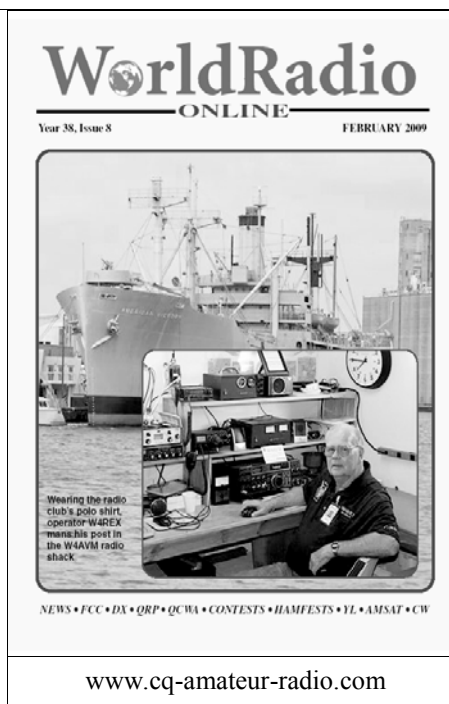 WorldRadio
ONLINE
Year 38, Issue 8 FEBRUARY 2009
AMERICAN VICTORY
Wearing the radio
club's polo shirt,
operator W4REX
mans his post in
the W4AVM radio
shack
NEWS • FCC • DX • QRP • QCWA • CONTESTS • HAMFESTS • YL • AMSAT • CW
www.cq-amateur-radio.com